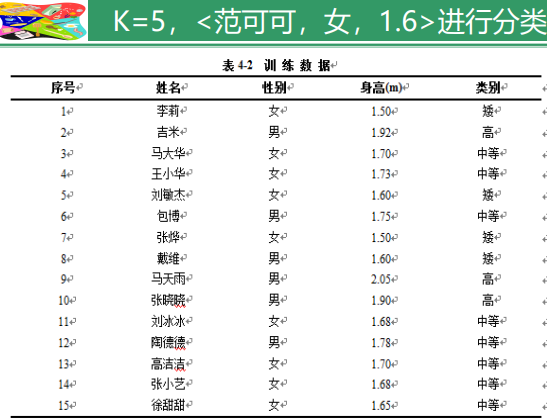 K=5，<范可可，女，1.6>进行分类
表 4-2 训 练 数 据
序号 姓名 性别 身高(m) 类别
1 李莉 女 1.50 矮
2 吉米 男 1.92 高
3 马大华 女 1.70 中等
4 王小华 女 1.73 中等
5 刘敏杰 女 1.60 矮
6 包博 男 1.75 中等
7 张烨 女 1.50 矮
8 戴维 男 1.60 矮
9 马天雨 男 2.05 高
10 张晓晓 男 1.90 高
11 刘冰冰 女 1.68 中等
12 陶德德 男 1.78 中等
13 高洁洁 女 1.70 中等
14 张小艺 女 1.68 中等
15 徐甜甜 女 1.65 中等